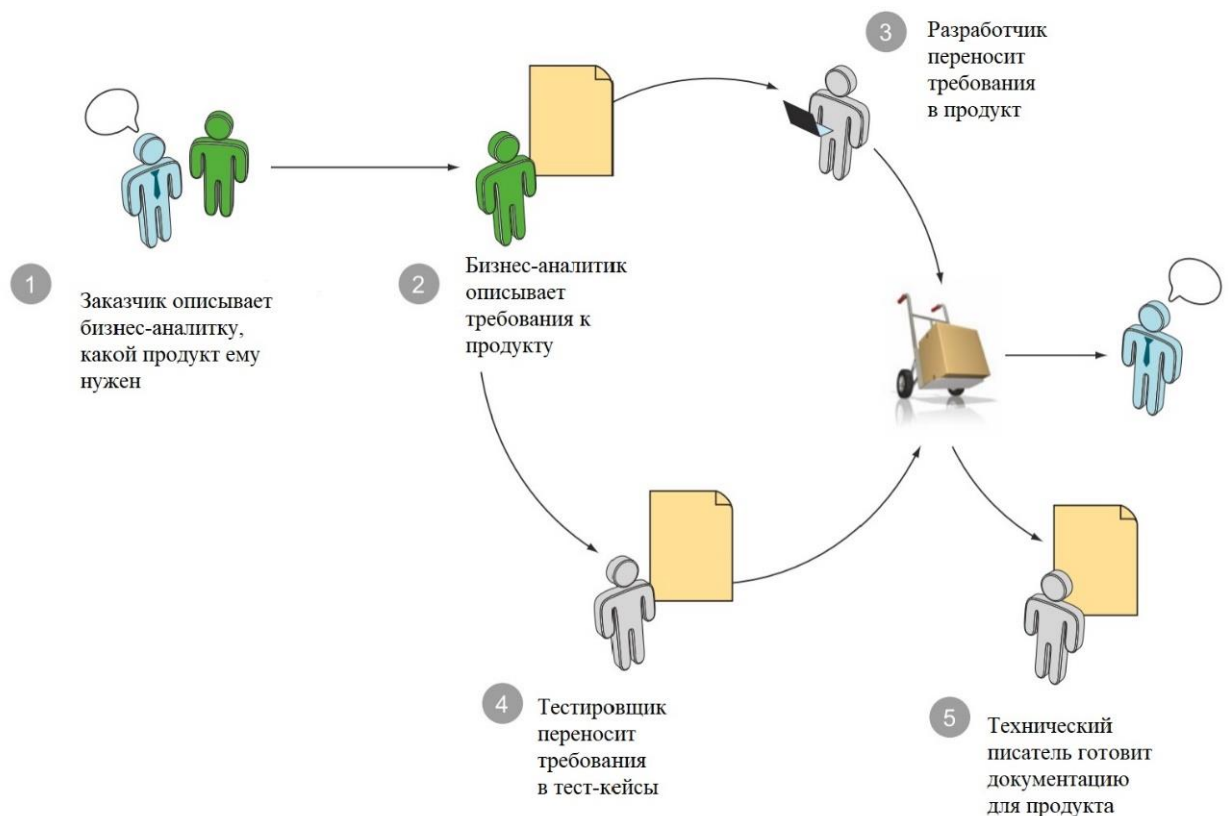 1
Заказчик описывает
бизнес-аналитку,
какой продукт ему
нужен
2
Бизнес-аналитик
описывает
требования к
продукту
3
Разработчик
переносит
требования
в продукт
4
Тестировщик
переносит
требования
в тест-кейсы
5
Технический
писатель готовит
документацию
для продукта